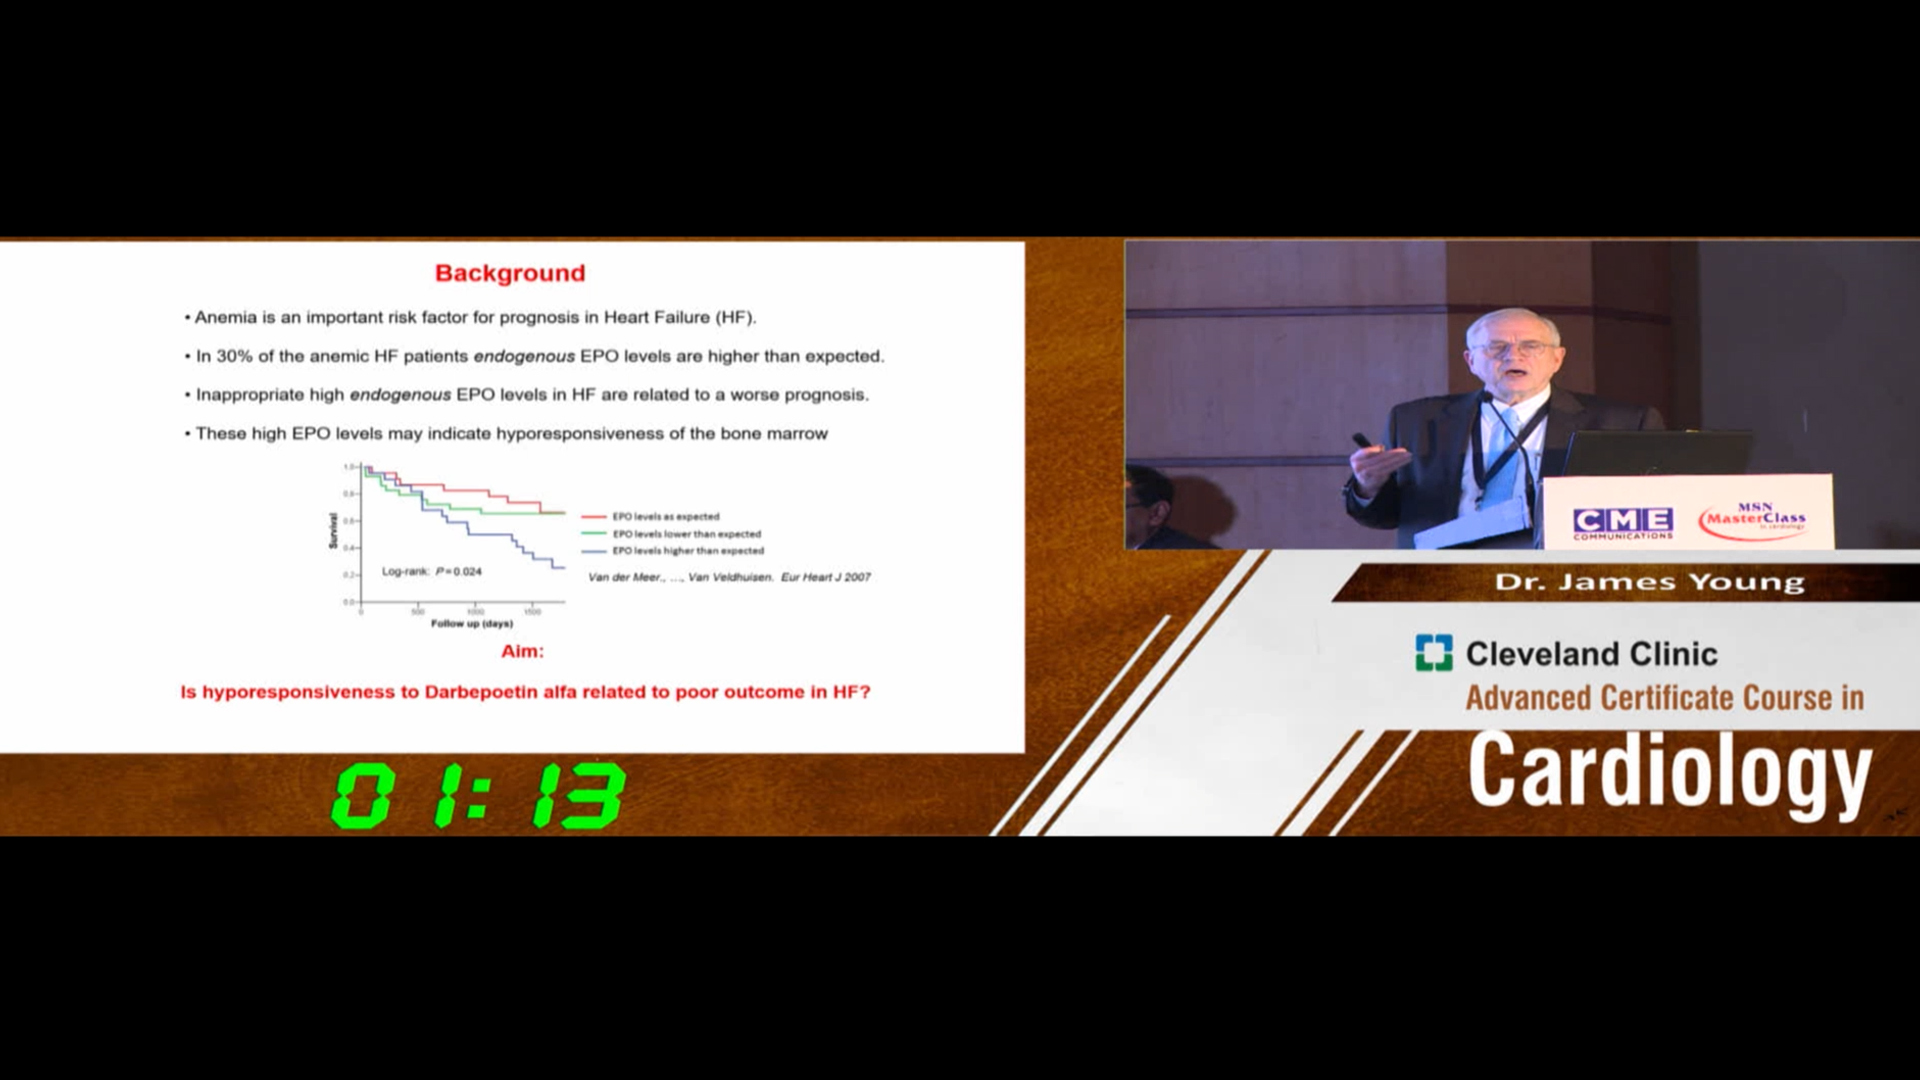 Background
• Anemia is an important risk factor for prognosis in Heart Failure (HF).
• In 30% of the anemic HF patients endogenous EPO levels are higher than expected.
• Inappropriate high endogenous EPO levels in HF are related to a worse prognosis.
• These high EPO levels may indicate hyporesponsiveness of the bone marrow
1.0
0.8
0.6
0.4
0.2
0.0
Survival
Log-rank: P=0.024
0 500 1000 1500
Follow up (days)
EPO levels as expected
EPO levels lower than expected
EPO levels higher than expected
Van der Meer., ..., Van Veldhuisen. Eur Heart J 2007
Aim:
Is hyporesponsiveness to Darbepoetin alfa related to poor outcome in HF?
01:13
CME
COMMUNICATIONS
MSN
MasterClass
in cardiology
Dr. James Young
Cleveland Clinic
Advanced Certificate Course in
Cardiology